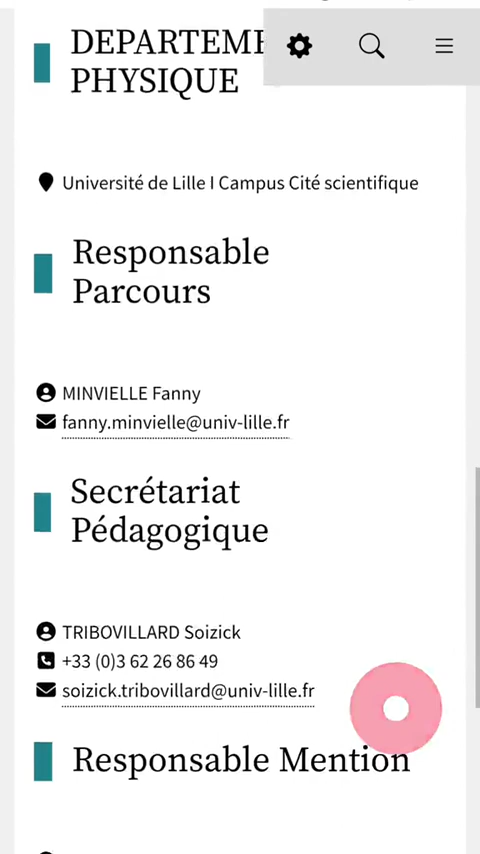 PHYSIQUE
Université de Lille I Campus Cité scientifique
Responsable
Parcours
MINVIELLE Fanny
fanny.minvielle@univ-lille.fr
Secrétariat
Pédagogique
TRIBOVILLARD Soizick
+33 (0)3 62 26 86 49
soizick.tribovillard@univ-lille.fr
Responsable Mention